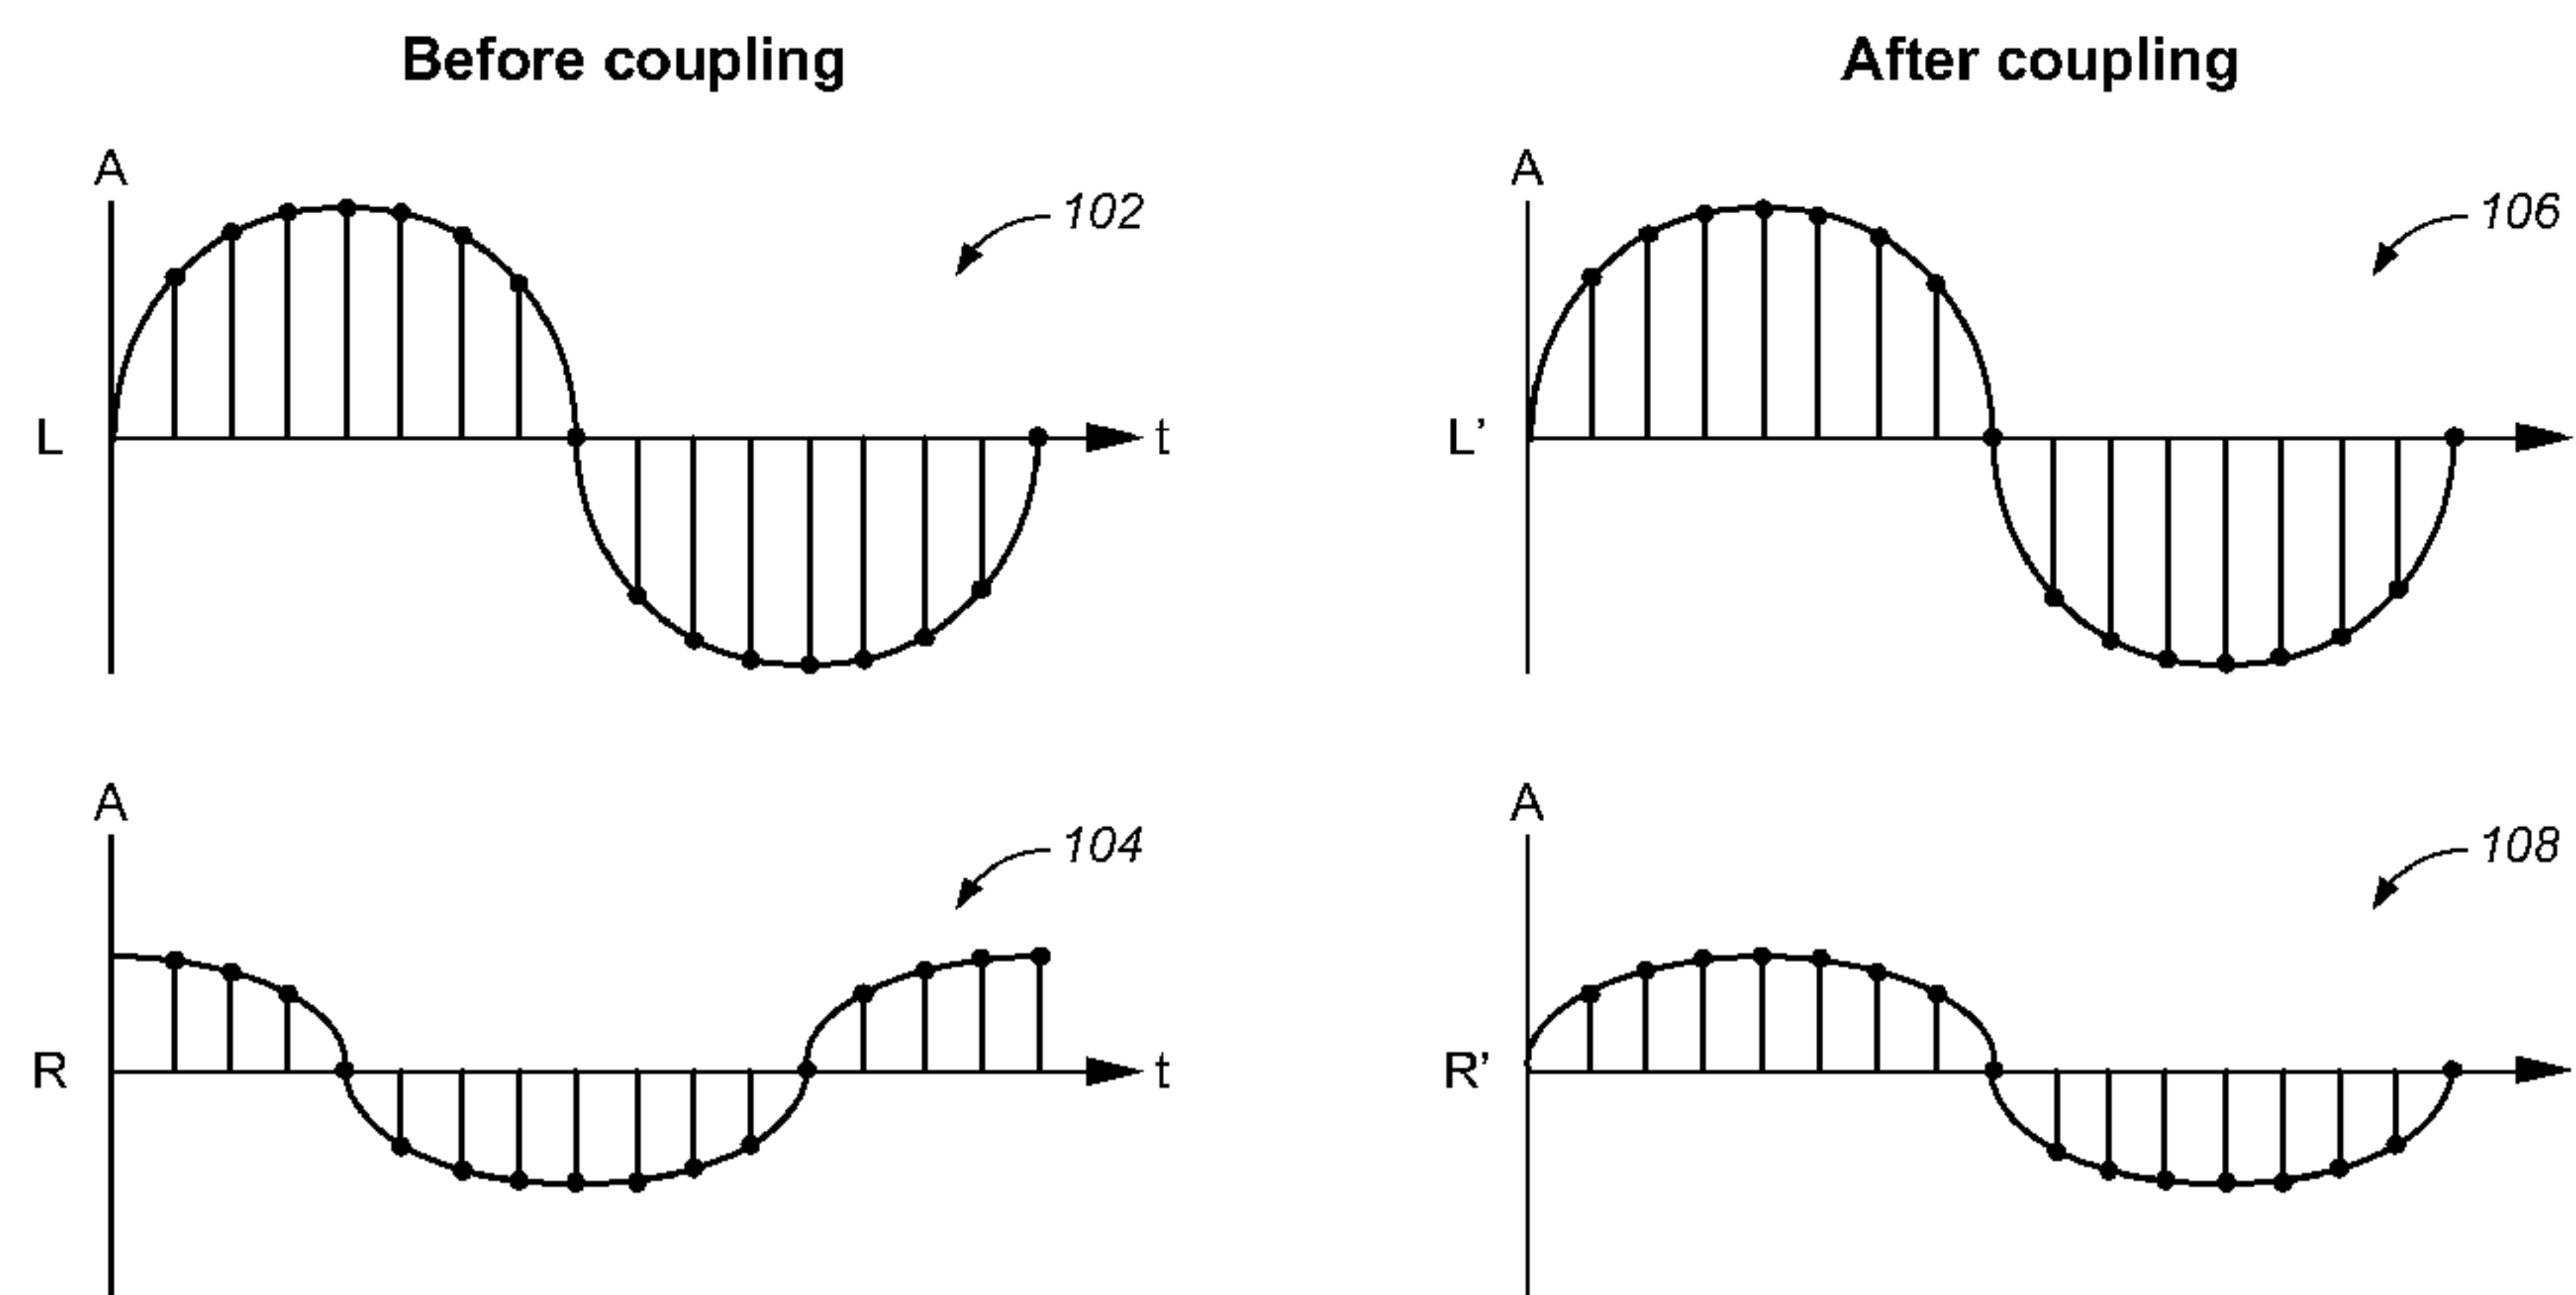 Before coupling
After coupling
A
102
L
t
A
106
L’
A
104
R
t
A
108
R’